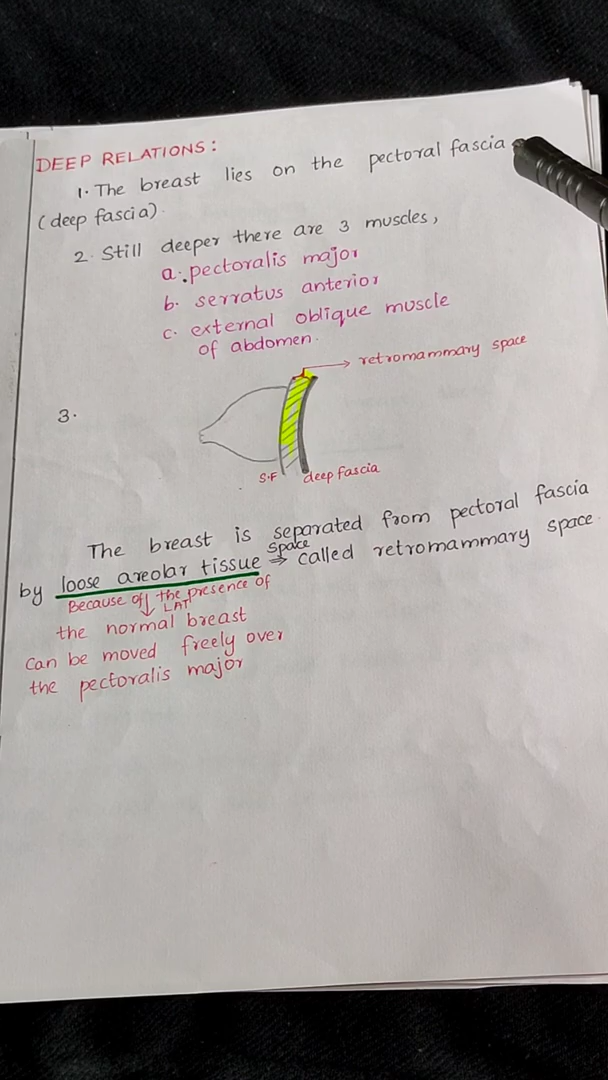 DEEP RELATIONS:
1. The breast lies on the pectoral fascia
(deep fascia).
2. Still deeper there are 3 muscles,
a. pectoralis major
b. serratus anterior
c. external oblique muscle
of abdomen.
retromammary space
3.
S.F deep fascia
The breast is separated from pectoral fascia
by loose areolar tissue space ⇒ called retromammary space.
Because of the presence of
LAT
the normal breast
can be moved freely over
the pectoralis major